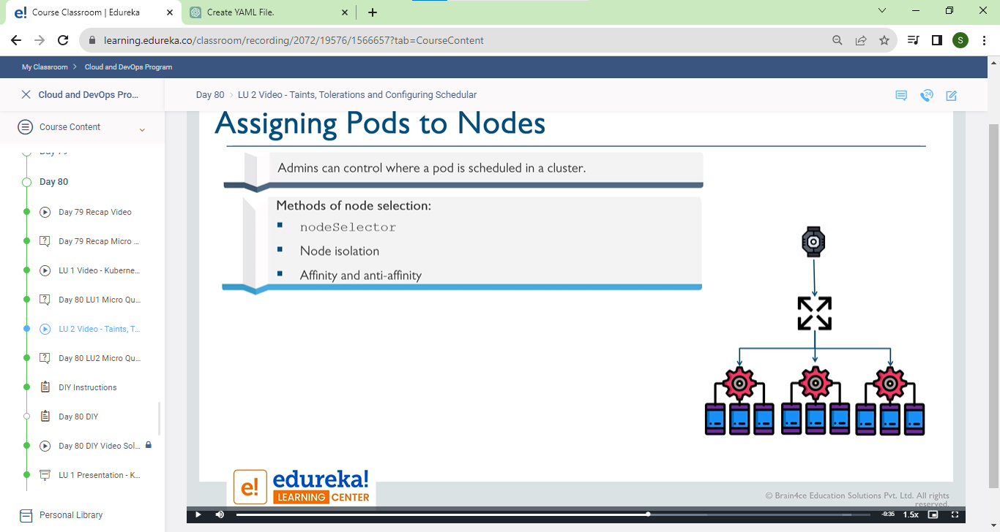 Course Classroom | Edureka
Create YAML File.
learning.edureka.co/classroom/recording/2072/19576/1566657?tab=CourseContent
S
My Classroom > Cloud and DevOps Program
Cloud and DevOps Pro...
Day 80 > LU 2 Video - Taints, Tolerations and Configuring Schedular
24
Course Content
Day 79
Day 80
Day 79 Recap Video
Day 79 Recap Micro ...
LU 1 Video - Kuberne...
Day 80 LU1 Micro Qu...
LU 2 Video - Taints, T...
Day 80 LU2 Micro Qu...
DIY Instructions
Day 80 DIY
Day 80 DIY Video Sol...
LU 1 Presentation - K...
Personal Library
Assigning Pods to Nodes
Admins can control where a pod is scheduled in a cluster.
Methods of node selection:
nodeSelector
Node isolation
Affinity and anti-affinity
e!
edureka!
LEARNING CENTER
© Brain4ce Education Solutions Pvt. Ltd. All rights
reserved.
-9:35
1.5x